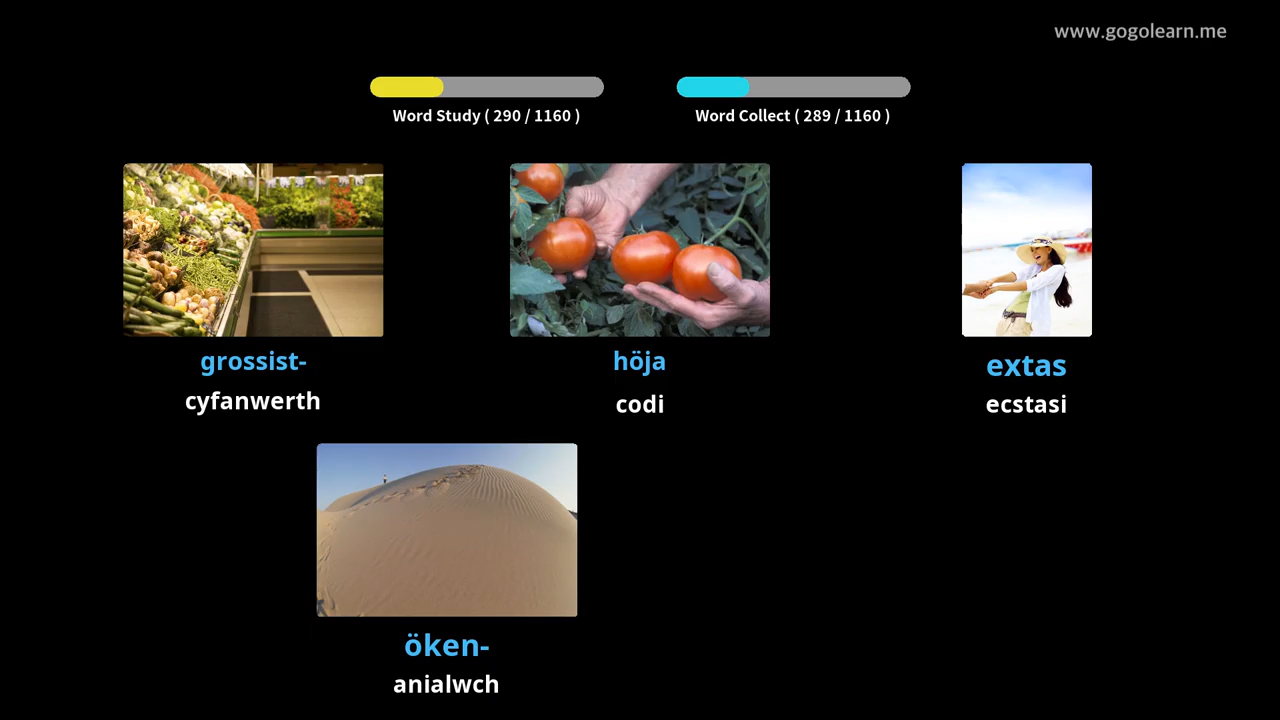 www.gogolearn.me
Word Study ( 290 / 1160 )
Word Collect ( 289 / 1160 )
grossist-
cyfanwerth
höja
codi
extas
ecstasi
öken-
anialwch